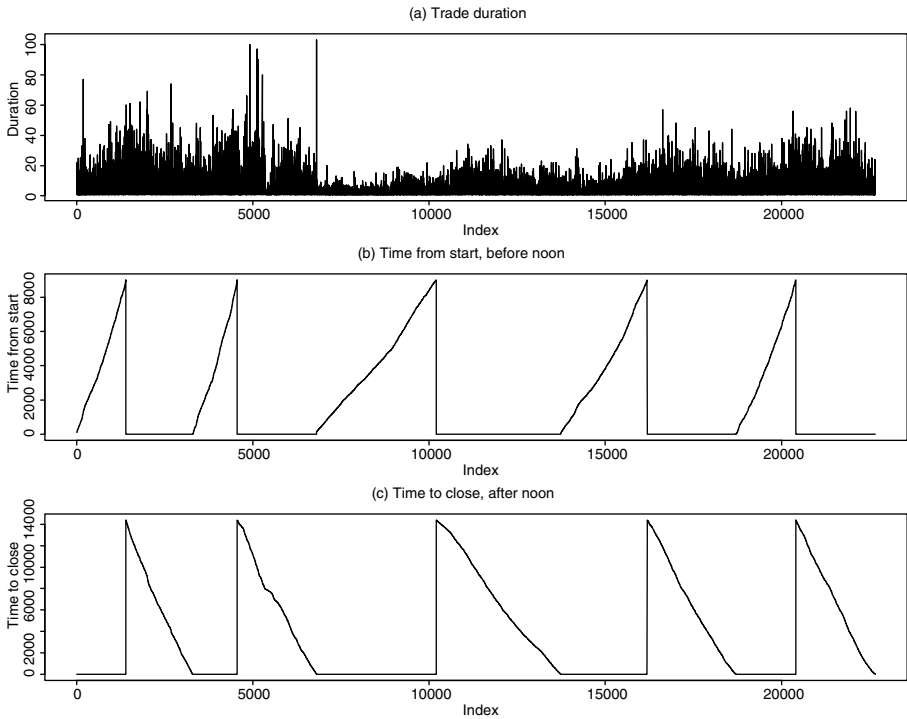 (a) Trade duration
Duration
0 20 40 60 80 100
0 5000 10000 15000 20000
Index
(b) Time from start, before noon
Time from start
0 2000 4000 6000 8000
0 5000 10000 15000 20000
Index
(c) Time to close, after noon
Time to close
0 2000 6000 10000 14000
0 5000 10000 15000 20000
Index